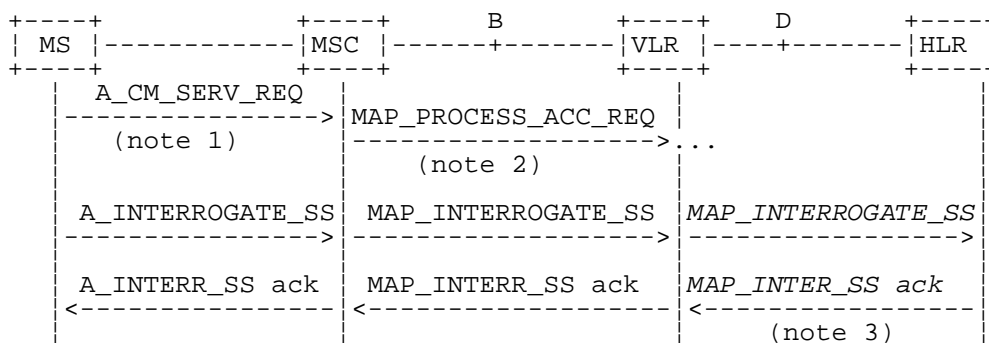 B D
MS MSC VLR HLR
A_CM_SERV_REQ
MAP_PROCESS_ACC_REQ
(note 1) ...
(note 2)
A_INTERROGATE_SS MAP_INTERROGATE_SS MAP_INTERROGATE_SS
A_INTERR_SS ack MAP_INTERR_SS ack MAP_INTER_SS ack
(note 3)